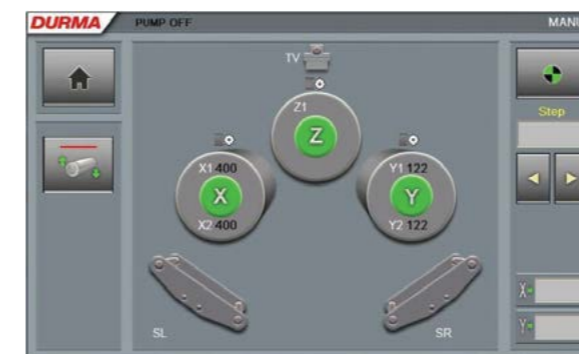 DURMA PUMP OFF MANU
TV
Z1
Z
Step
X1 400
X
X2 400
Y1 122
Y
Y2 122
SL
SR
X=
Y=